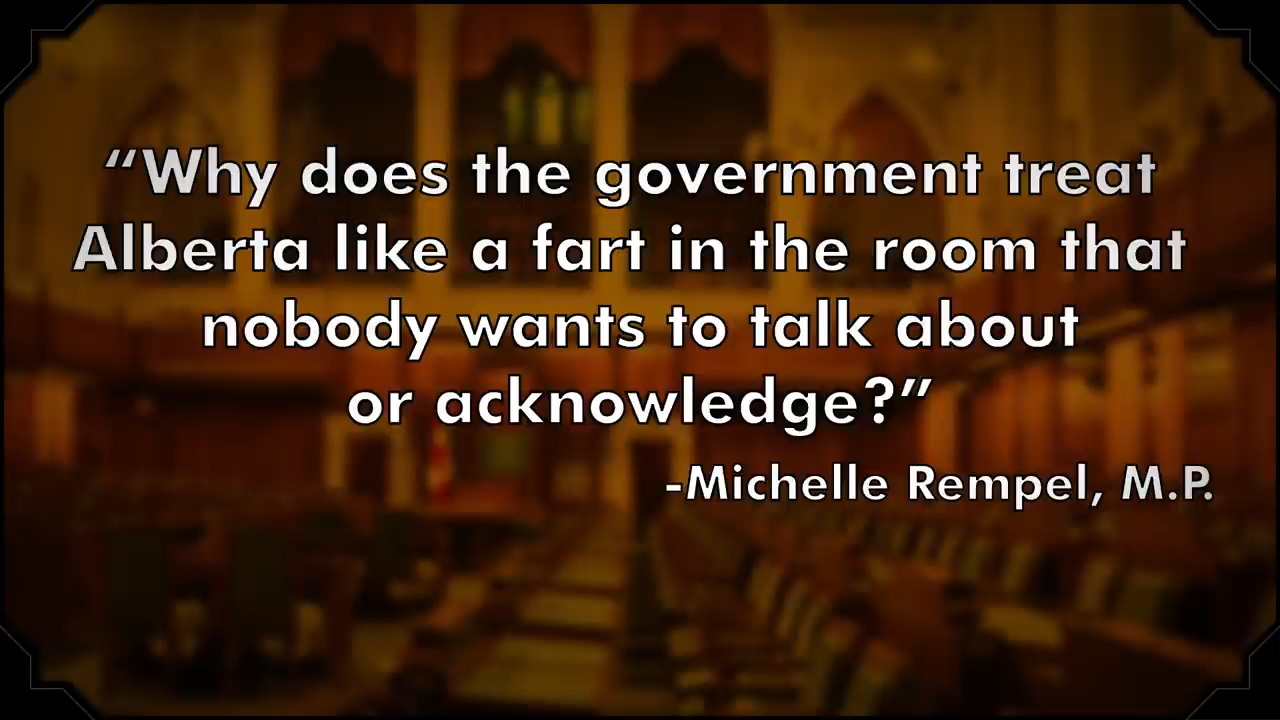 “Why does the government treat
Alberta like a fart in the room that
nobody wants to talk about
or acknowledge?”
-Michelle Rempel, M.P.